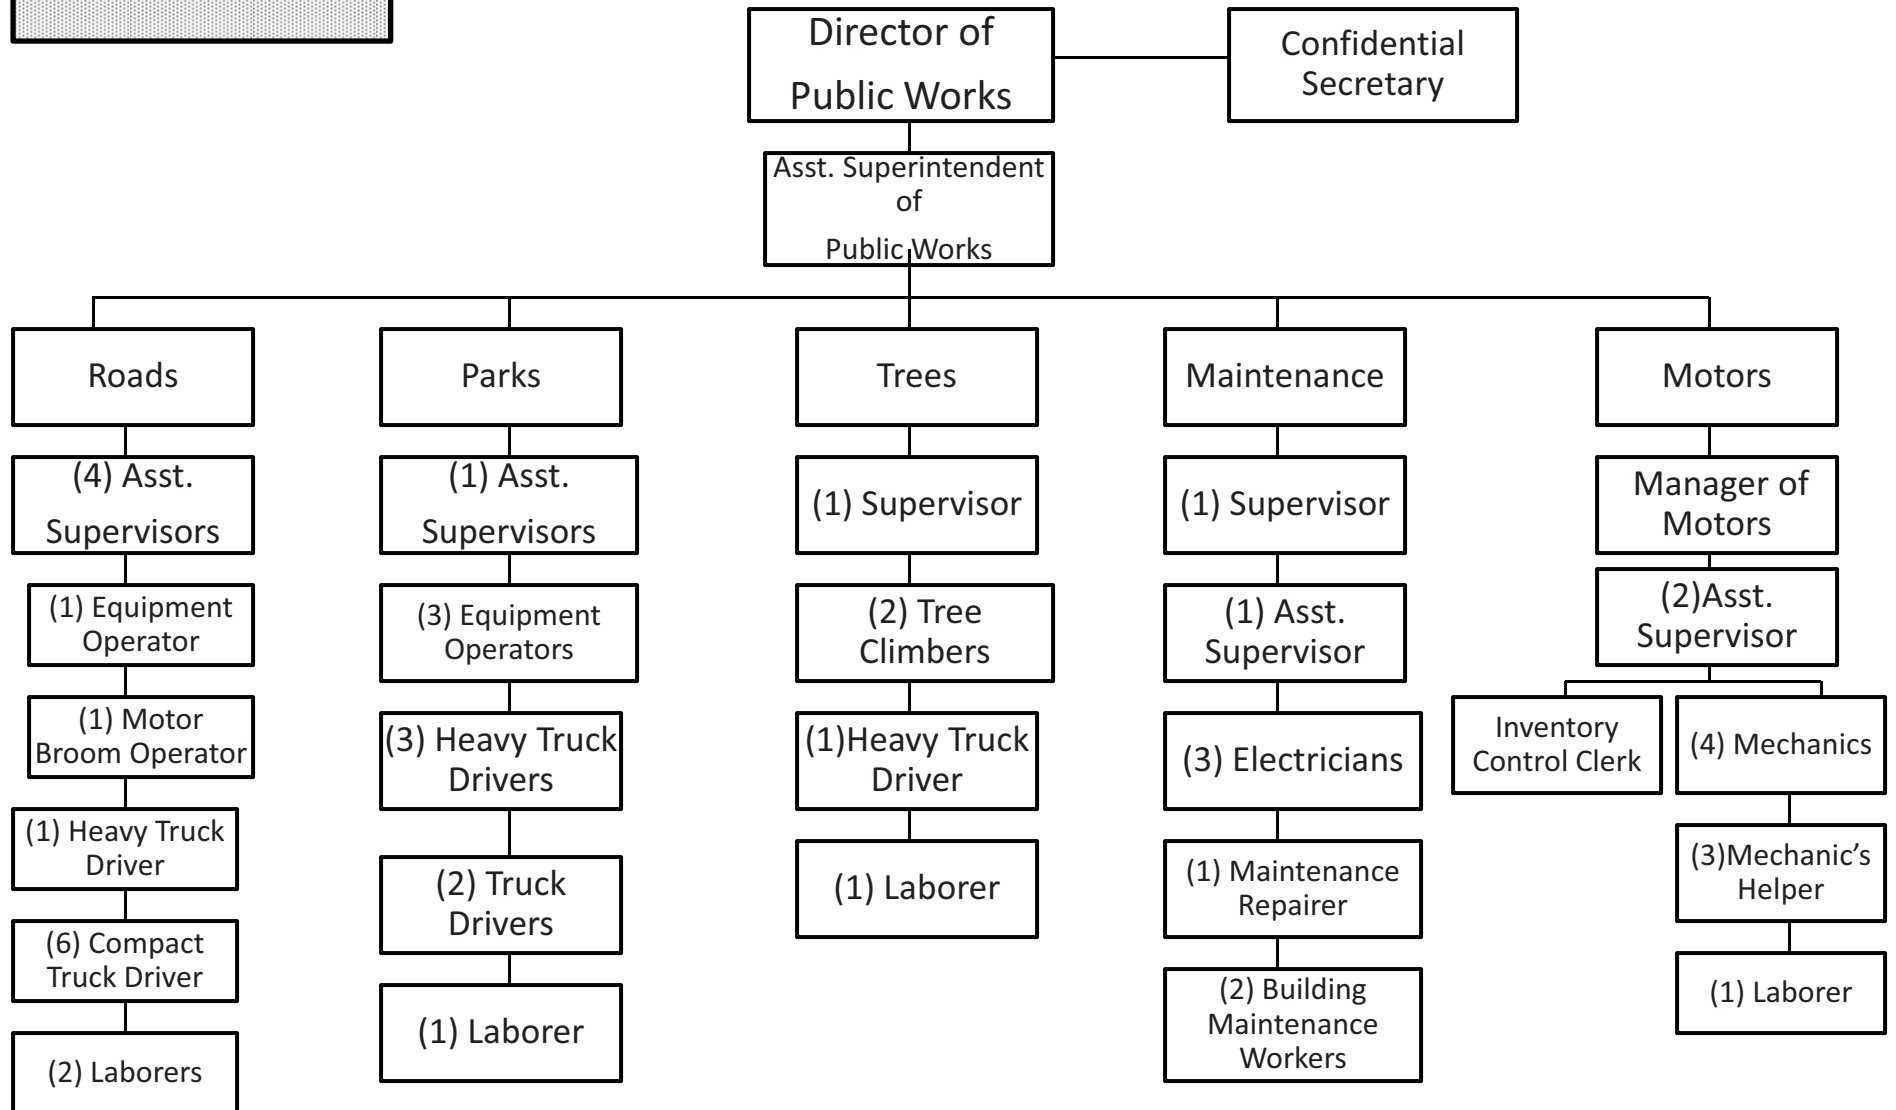 Director of
Public Works
Confidential
Secretary
Asst. Superintendent
of
Public Works
Roads
Parks
Trees
Maintenance
Motors
(4) Asst.
Supervisors
(1) Equipment
Operator
(1) Motor
Broom Operator
(1) Heavy Truck
Driver
(6) Compact
Truck Driver
(2) Laborers
(1) Asst.
Supervisors
(3) Equipment
Operators
(3) Heavy Truck
Drivers
(2) Truck
Drivers
(1) Laborer
(1) Supervisor
(2) Tree
Climbers
(1)Heavy Truck
Driver
(1) Laborer
(1) Supervisor
(1) Asst.
Supervisor
(3) Electricians
(1) Maintenance
Repairer
(2) Building
Maintenance
Workers
Manager of
Motors
(2)Asst.
Supervisor
Inventory
Control Clerk
(4) Mechanics
(3)Mechanic’s
Helper
(1) Laborer